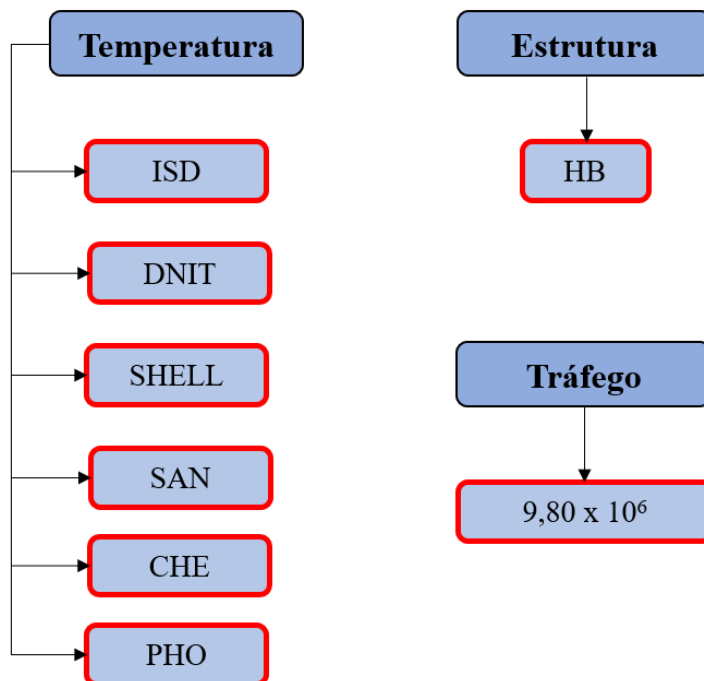 Temperatura
ISD
DNIT
SHELL
SAN
CHE
PHO
Estrutura
HB
Tráfego
9,80 x 10⁶